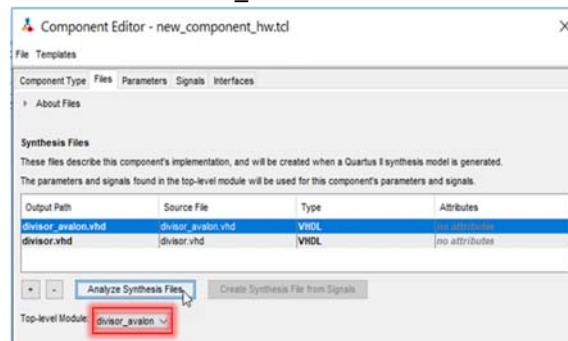 Component Editor - new_component_hw.tcl
File Templates
Component Type Files Parameters Signals Interfaces
About Files
Synthesis Files
These files describe this component's implementation, and will be created when a Quartus II synthesis model is generated.
The parameters and signals found in the top-level module will be used for this component's parameters and signals.
Output Path Source File Type Attributes
divisor_avalon.vhd divisor_avalon.vhd VHDL no attributes
divisor.vhd divisor.vhd VHDL no attributes
+ - Analyze Synthesis Files Create Synthesis File from Signals
Top-level Module: divisor_avalon